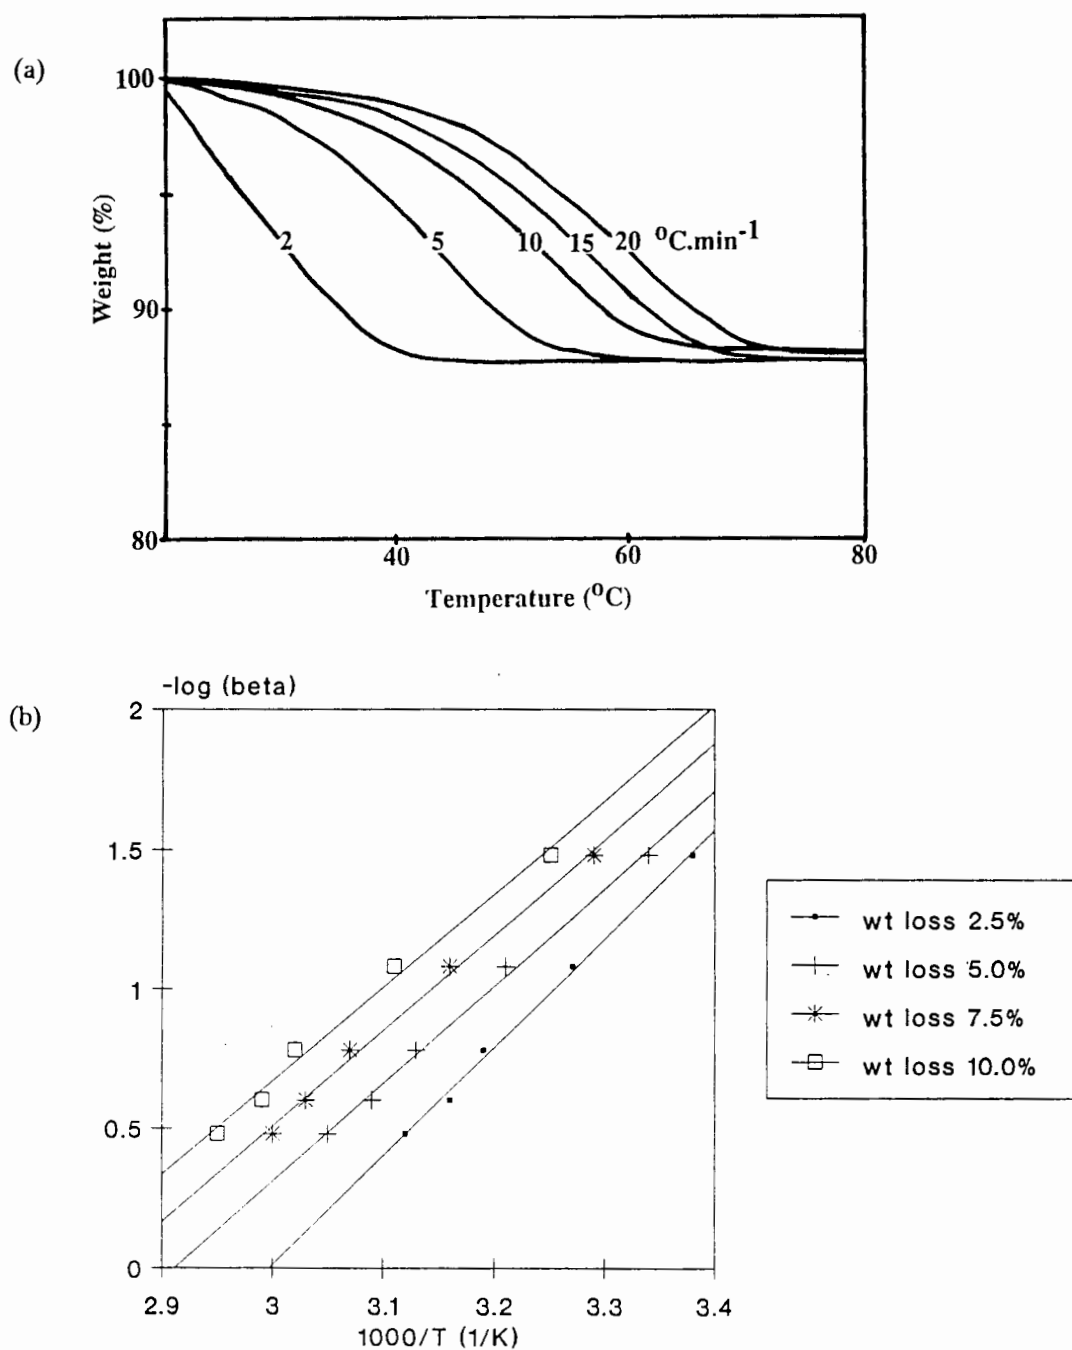 (a)
100
90
80
Weight (%)
2
5
10
15
20 °C.min⁻¹
40
60
80
Temperature (°C)
(b)
-log (beta)
2
1.5
1
0.5
0
2.9
3
3.1
3.2
3.3
3.4
1000/T (1/K)
wt loss 2.5%
wt loss 5.0%
wt loss 7.5%
wt loss 10.0%